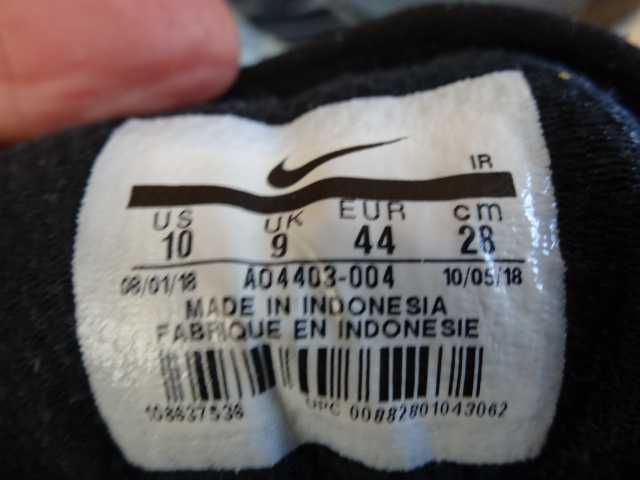 IR
US UK EUR cm
10 9 44 28
08/01/18 AO4403-004 10/05/18
MADE IN INDONESIA
FABRIQUE EN INDONESIE
108637536 UPC 00882801043062